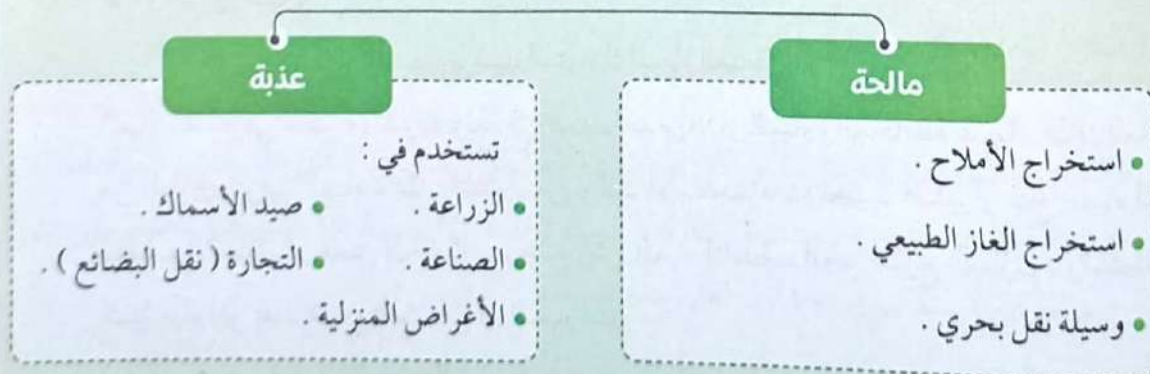 مالحة
• استخراج الأملاح .
• استخراج الغاز الطبيعي .
• وسيلة نقل بحري .
عذبة
تستخدم في :
• الزراعة . • صيد الأسماك .
• الصناعة . • التجارة ( نقل البضائع ) .
• الأغراض المنزلية .